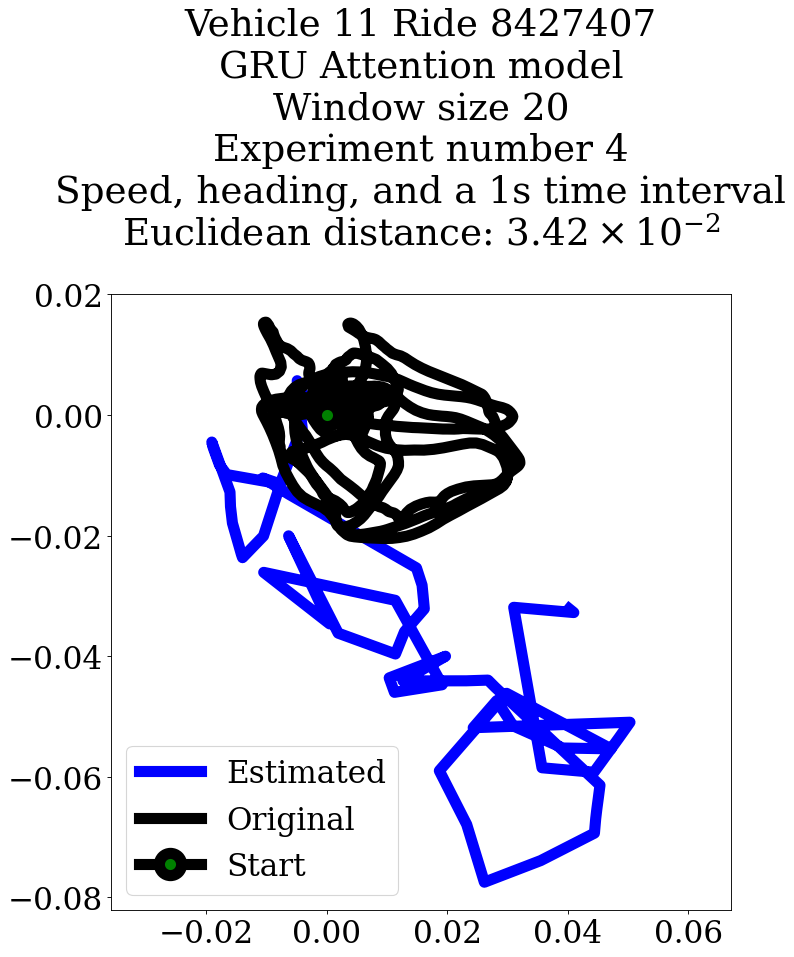 Vehicle 11 Ride 8427407
GRU Attention model
Window size 20
Experiment number 4
Speed, heading, and a 1s time interval
Euclidean distance: 3.42 × 10⁻²
0.02
0.00
−0.02
−0.04
−0.06
−0.08
Estimated
Original
Start
−0.02 0.00 0.02 0.04 0.06